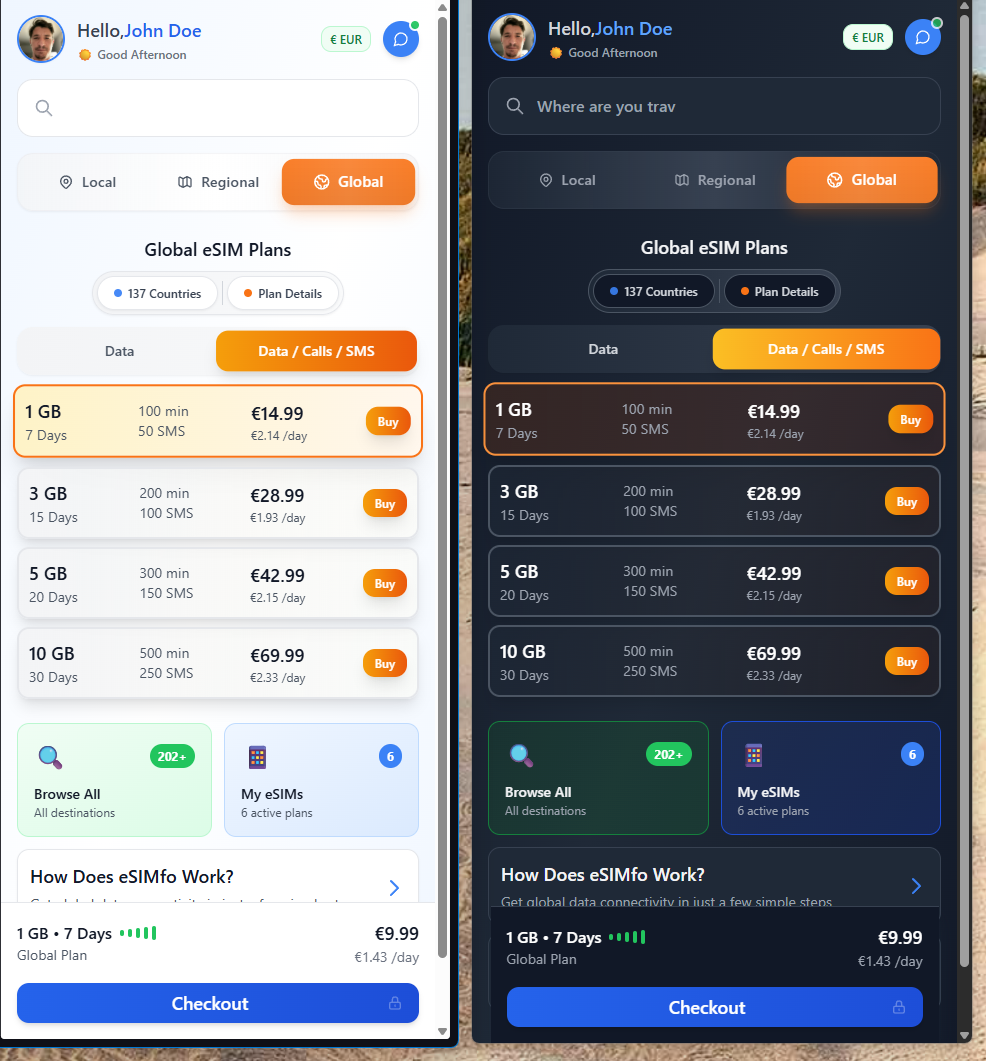 Hello,John Doe
Good Afternoon
€ EUR
Local
Regional
Global
Global eSIM Plans
137 Countries
Plan Details
Data
Data / Calls / SMS
1 GB
7 Days
100 min
50 SMS
€14.99
€2.14 /day
Buy
3 GB
15 Days
200 min
100 SMS
€28.99
€1.93 /day
Buy
5 GB
20 Days
300 min
150 SMS
€42.99
€2.15 /day
Buy
10 GB
30 Days
500 min
250 SMS
€69.99
€2.33 /day
Buy
202+
Browse All
All destinations
6
My eSIMs
6 active plans
How Does eSIMfo Work?
1 GB • 7 Days
Global Plan
€9.99
€1.43 /day
Checkout
Hello,John Doe
Good Afternoon
€ EUR
Where are you trav
Local
Regional
Global
Global eSIM Plans
137 Countries
Plan Details
Data
Data / Calls / SMS
1 GB
7 Days
100 min
50 SMS
€14.99
€2.14 /day
Buy
3 GB
15 Days
200 min
100 SMS
€28.99
€1.93 /day
Buy
5 GB
20 Days
300 min
150 SMS
€42.99
€2.15 /day
Buy
10 GB
30 Days
500 min
250 SMS
€69.99
€2.33 /day
Buy
202+
Browse All
All destinations
6
My eSIMs
6 active plans
How Does eSIMfo Work?
Get global data connectivity in just a few simple steps
1 GB • 7 Days
Global Plan
€9.99
€1.43 /day
Checkout